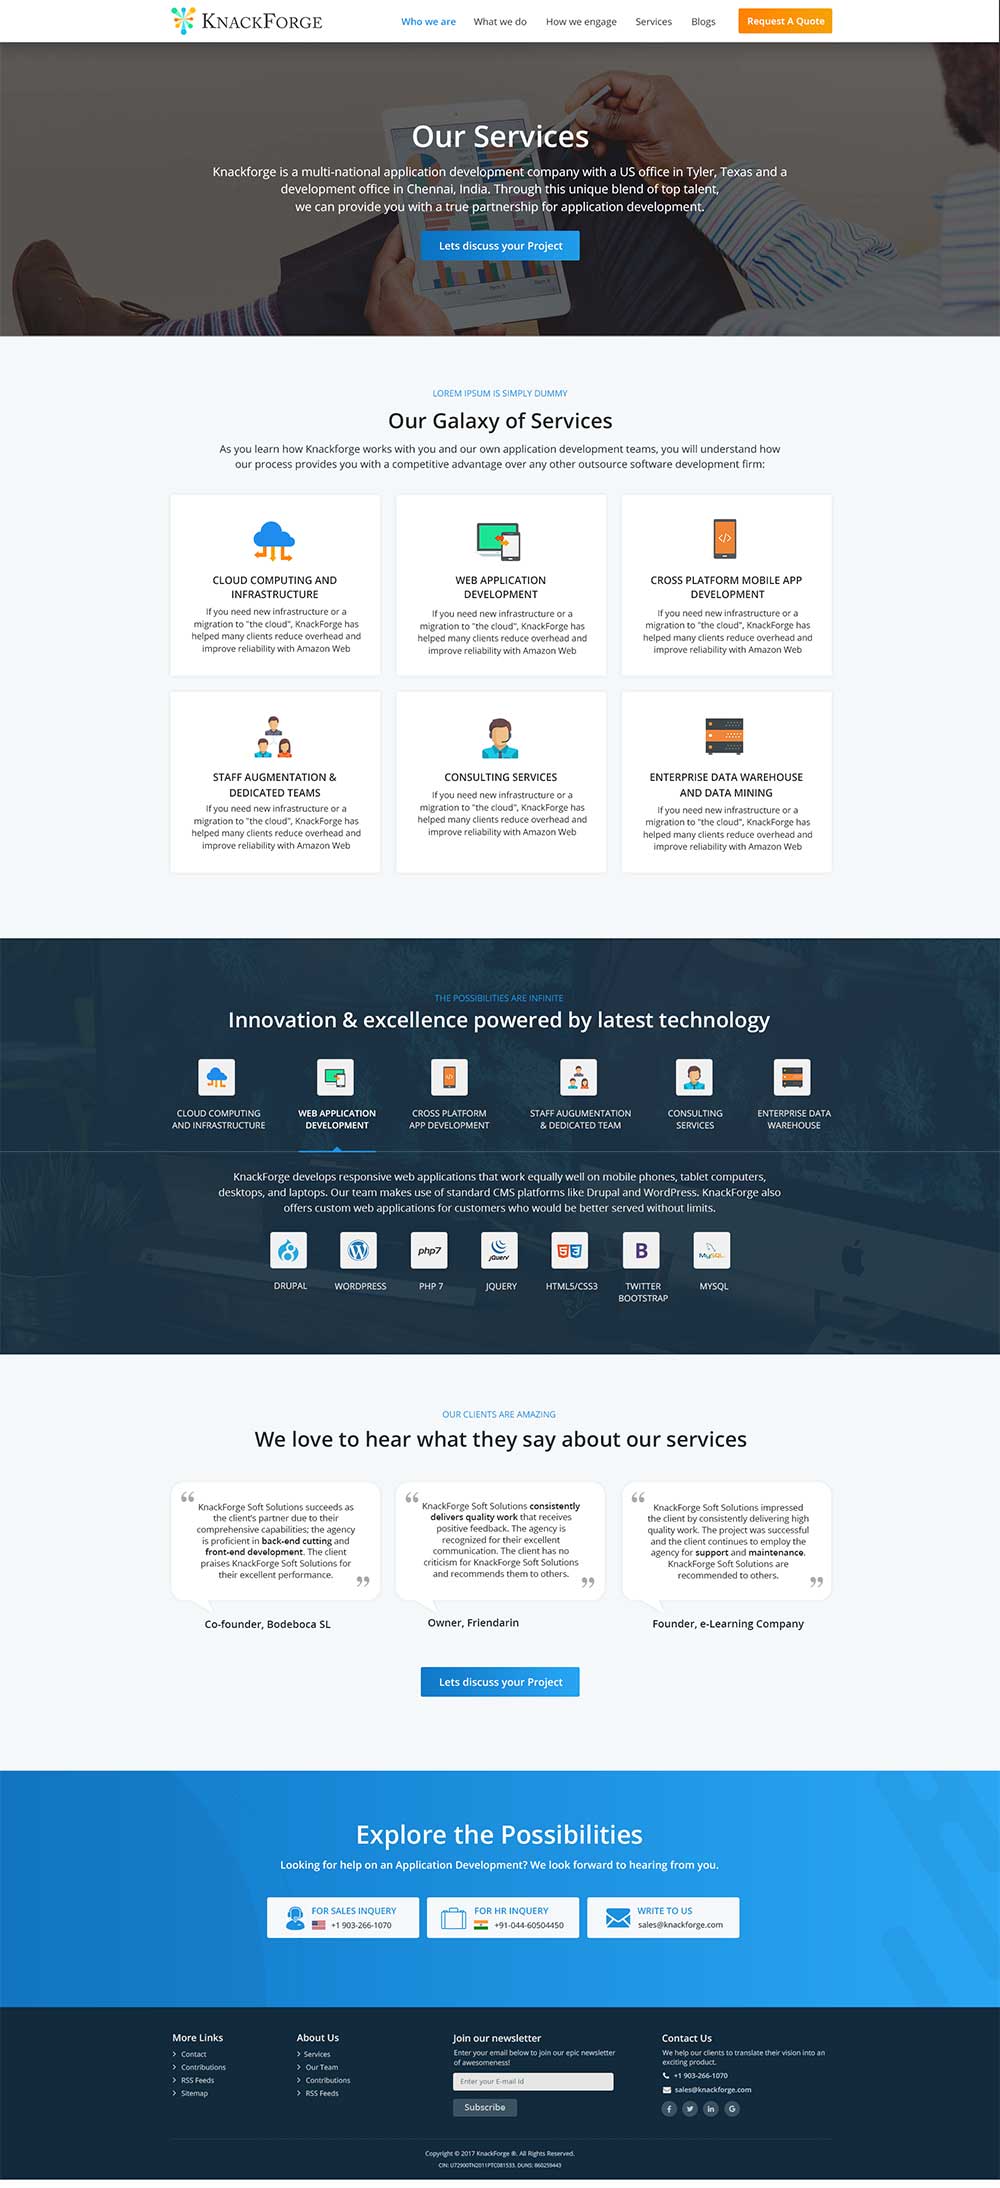 KNACKFORGE
Who we are
What we do
How we engage
Services
Blogs
Request A Quote
Our Services
Knackforge is a multi-national application development company with a US office in Tyler, Texas and a
development office in Chennai, India. Through this unique blend of top talent,
we can provide you with a true partnership for application development.
Lets discuss your Project
LOREM IPSUM IS SIMPLY DUMMY
Our Galaxy of Services
As you learn how Knackforge works with you and our own application development teams, you will understand how
our process provides you with a competitive advantage over any other outsource software development firm:
CLOUD COMPUTING AND
INFRASTRUCTURE
If you need new infrastructure or a
migration to "the cloud", KnackForge has
helped many clients reduce overhead and
improve reliability with Amazon Web
WEB APPLICATION
DEVELOPMENT
If you need new infrastructure or a
migration to "the cloud", KnackForge has
helped many clients reduce overhead and
improve reliability with Amazon Web
CROSS PLATFORM MOBILE APP
DEVELOPMENT
If you need new infrastructure or a
migration to "the cloud", KnackForge has
helped many clients reduce overhead and
improve reliability with Amazon Web
STAFF AUGMENTATION &
DEDICATED TEAMS
If you need new infrastructure or a
migration to "the cloud", KnackForge has
helped many clients reduce overhead and
improve reliability with Amazon Web
CONSULTING SERVICES
If you need new infrastructure or a
migration to "the cloud", KnackForge has
helped many clients reduce overhead and
improve reliability with Amazon Web
ENTERPRISE DATA WAREHOUSE
AND DATA MINING
If you need new infrastructure or a
migration to "the cloud", KnackForge has
helped many clients reduce overhead and
improve reliability with Amazon Web
THE POSSIBILITIES ARE INFINITE
Innovation & excellence powered by latest technology
CLOUD COMPUTING
AND INFRASTRUCTURE
WEB APPLICATION
DEVELOPMENT
CROSS PLATFORM
APP DEVELOPMENT
STAFF AUGUMENTATION
& DEDICATED TEAM
CONSULTING
SERVICES
ENTERPRISE DATA
WAREHOUSE
KnackForge develops responsive web applications that work equally well on mobile phones, tablet computers,
desktops, and laptops. Our team makes use of standard CMS platforms like Drupal and WordPress. KnackForge also
offers custom web applications for customers who would be better served without limits.
php7
jQuery
B
MySQL
DRUPAL
WORDPRESS
PHP 7
JQUERY
HTML5/CSS3
TWITTER
BOOTSTRAP
MYSQL
OUR CLIENTS ARE AMAZING
We love to hear what they say about our services
KnackForge Soft Solutions succeeds as
the client's partner due to their
comprehensive capabilities; the agency
is proficient in back-end cutting and
front-end development. The client
praises KnackForge Soft Solutions for
their excellent performance.
Co-founder, Bodeboca SL
KnackForge Soft Solutions consistently
delivers quality work that receives
positive feedback. The agency is
recognized for their excellent
communication. The client has no
criticism for KnackForge Soft Solutions
and recommends them to others.
Owner, Friendarin
KnackForge Soft Solutions impressed
the client by consistently delivering high
quality work. The project was successful
and the client continues to employ the
agency for support and maintenance.
KnackForge Soft Solutions are
recommended to others.
Founder, e-Learning Company
Lets discuss your Project
Explore the Possibilities
Looking for help on an Application Development? We look forward to hearing from you.
FOR SALES INQUERY
+1 903-266-1070
FOR HR INQUERY
+91-044-60504450
WRITE TO US
sales@knackforge.com
More Links
Contact
Contributions
RSS Feeds
Sitemap
About Us
Services
Our Team
Contributions
RSS Feeds
Join our newsletter
Enter your email below to join our epic newsletter
of awesomeness!
Enter your E-mail Id
Subscribe
Contact Us
We help our clients to translate their vision into an
exciting product.
+1 903-266-1070
sales@knackforge.com
Copyright © 2017 KnackForge ®. All Rights Reserved.
CIN: U72900TN2011PTC081533. DUNS: 860259443